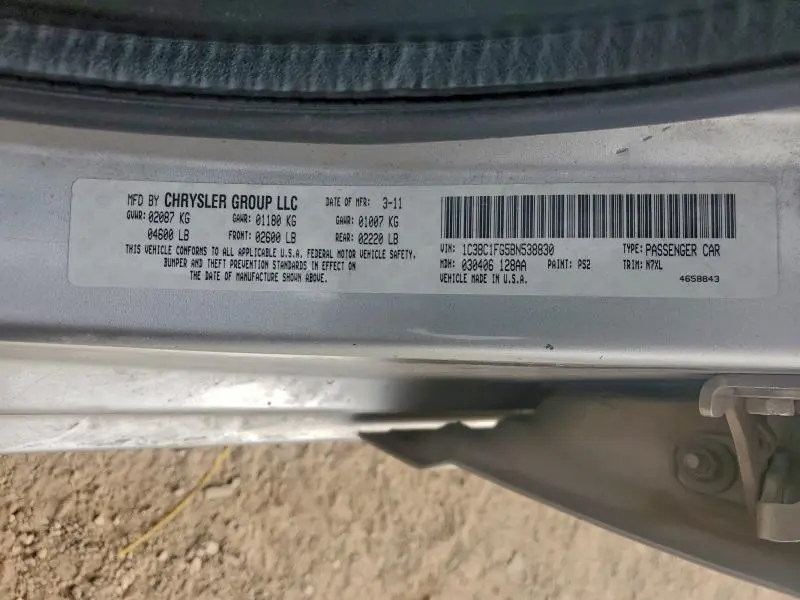 MFD BY CHRYSLER GROUP LLC DATE OF MFR: 3-11
GVWR: 02087 KG GAWR: 01180 KG GAWR: 01007 KG
04600 LB FRONT: 02600 LB REAR: 02220 LB
THIS VEHICLE CONFORMS TO ALL APPLICABLE U.S.A. FEDERAL MOTOR VEHICLE SAFETY,
BUMPER AND THEFT PREVENTION STANDARDS IN EFFECT ON
THE DATE OF MANUFACTURE SHOWN ABOVE.
VIN: 1C3BC1FG5BN538830 TYPE: PASSENGER CAR
MDH: 030406 128AA PAINT: PS2 TRIM: N7XL
VEHICLE MADE IN U.S.A. 4658843